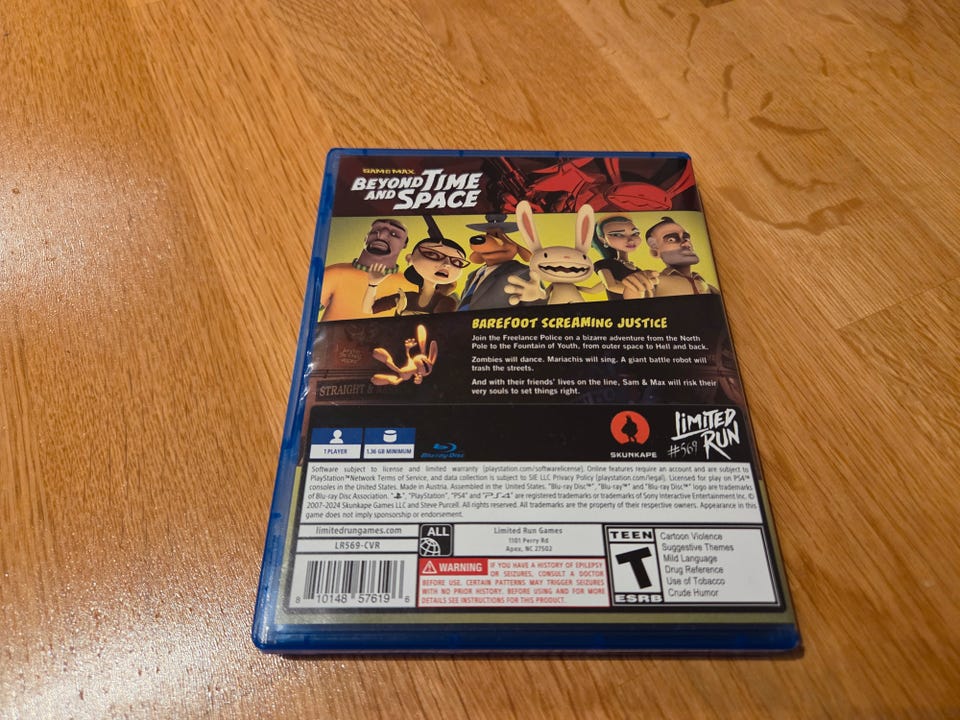 SAM&MAX
BEYOND TIME
AND SPACE
BAREFOOT SCREAMING JUSTICE
Join the Freelance Police on a bizarre adventure from the North
Pole to the Fountain of Youth, from outer space to Hell and back.
Zombies will dance. Mariachis will sing. A giant battle robot will
trash the streets.
And with their friends' lives on the line, Sam & Max will risk their
very souls to set things right.
STRAIGHT &
1 PLAYER
1.36 GB MINIMUM
Blu-ray Disc
SKUNKAPE
LIMITED
RUN
#569
Software subject to license and limited warranty (playstation.com/softwarelicense). Online features require an account and are subject to
PlayStation™Network Terms of Service, and data collection is subject to SIE LLC Privacy Policy (playstation.com/legal). Licensed for play on PS4™
consoles in the United States. Made in Austria. Assembled in the United States. "Blu-ray Disc™", "Blu-ray™" and "Blu-ray Disc™" logo are trademarks
of Blu-ray Disc Association. "PS", "PlayStation", "PS4" and "PS4" are registered trademarks or trademarks of Sony Interactive Entertainment Inc. ©
2007-2024 Skunkape Games LLC and Steve Purcell. All rights reserved. All trademarks are the property of their respective owners. Appearance in this
game does not imply sponsorship or endorsement.
limitedrungames.com
LR569-CVR
8 10148 57619 6
ALL
Limited Run Games
1101 Perry Rd
Apex, NC 27502
WARNING
IF YOU HAVE A HISTORY OF EPILEPSY
OR SEIZURES, CONSULT A DOCTOR
BEFORE USE. CERTAIN PATTERNS MAY TRIGGER SEIZURES
WITH NO PRIOR HISTORY. BEFORE USING AND FOR MORE
DETAILS SEE INSTRUCTIONS FOR THIS PRODUCT.
TEEN
T
ESRB
Cartoon Violence
Suggestive Themes
Mild Language
Drug Reference
Use of Tobacco
Crude Humor